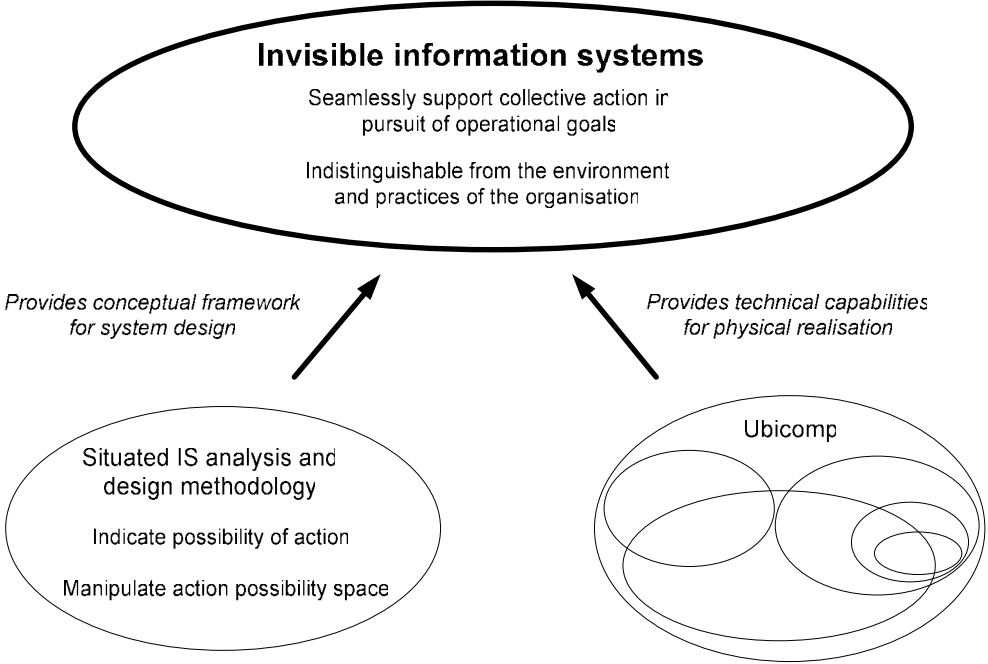 Invisible information systems
Seamlessly support collective action in
pursuit of operational goals
Indistinguishable from the environment
and practices of the organisation
Provides conceptual framework
for system design
Provides technical capabilities
for physical realisation
Situated IS analysis and
design methodology
Indicate possibility of action
Manipulate action possibility space
Ubicomp